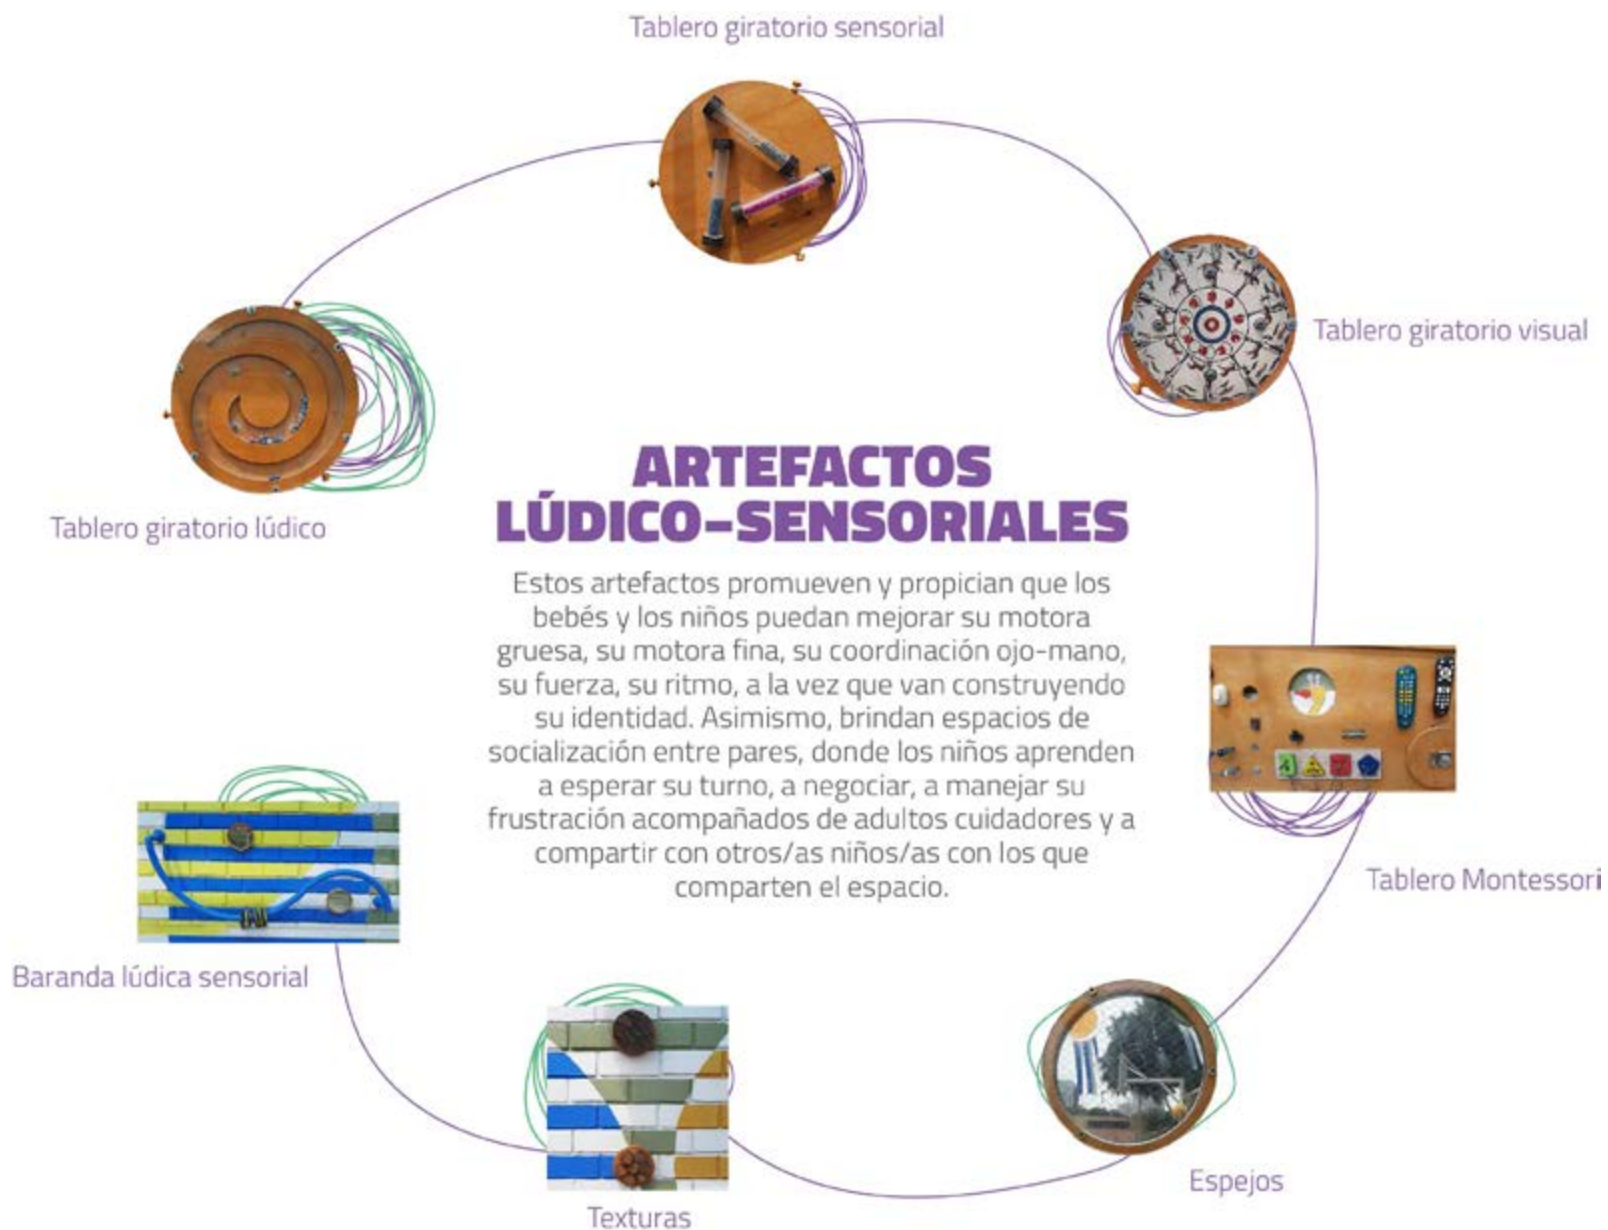 Tablero giratorio sensorial
Tablero giratorio visual
Tablero giratorio lúdico
ARTEFACTOS
LÚDICO-SENSORIALES
Estos artefactos promueven y propician que los
bebés y los niños puedan mejorar su motora
gruesa, su motora fina, su coordinación ojo-mano,
su fuerza, su ritmo, a la vez que van construyendo
su identidad. Asimismo, brindan espacios de
socialización entre pares, donde los niños aprenden
a esperar su turno, a negociar, a manejar su
frustración acompañados de adultos cuidadores y a
compartir con otros/as niños/as con los que
comparten el espacio.
Tablero Montessori
Baranda lúdica sensorial
Espejos
Texturas